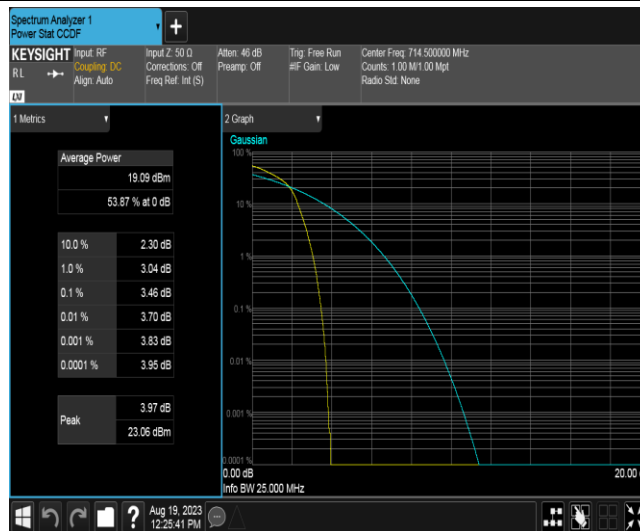 Spectrum Analyzer 1
Power Stat CCDF
+
KEYSIGHT
RL
LXI
Input: RF
Coupling: DC
Align: Auto
Input Z: 50 Ω
Corrections: Off
Freq Ref: Int (S)
Atten: 46 dB
Preamp: Off
Trig: Free Run
#IF Gain: Low
Center Freq: 714.500000 MHz
Counts: 1.00 M/1.00 Mpt
Radio Std: None
1 Metrics
Average Power
19.09 dBm
53.87 % at 0 dB
10.0 % 2.30 dB
1.0 % 3.04 dB
0.1 % 3.46 dB
0.01 % 3.70 dB
0.001 % 3.83 dB
0.0001 % 3.95 dB
Peak 3.97 dB
23.06 dBm
2 Graph
Gaussian
100 %
10 %
1 %
0.1 %
0.01 %
0.001 %
0.0001 %
0.00 dB
20.00
Info BW 25.000 MHz
?
Aug 19, 2023
12:25:41 PM